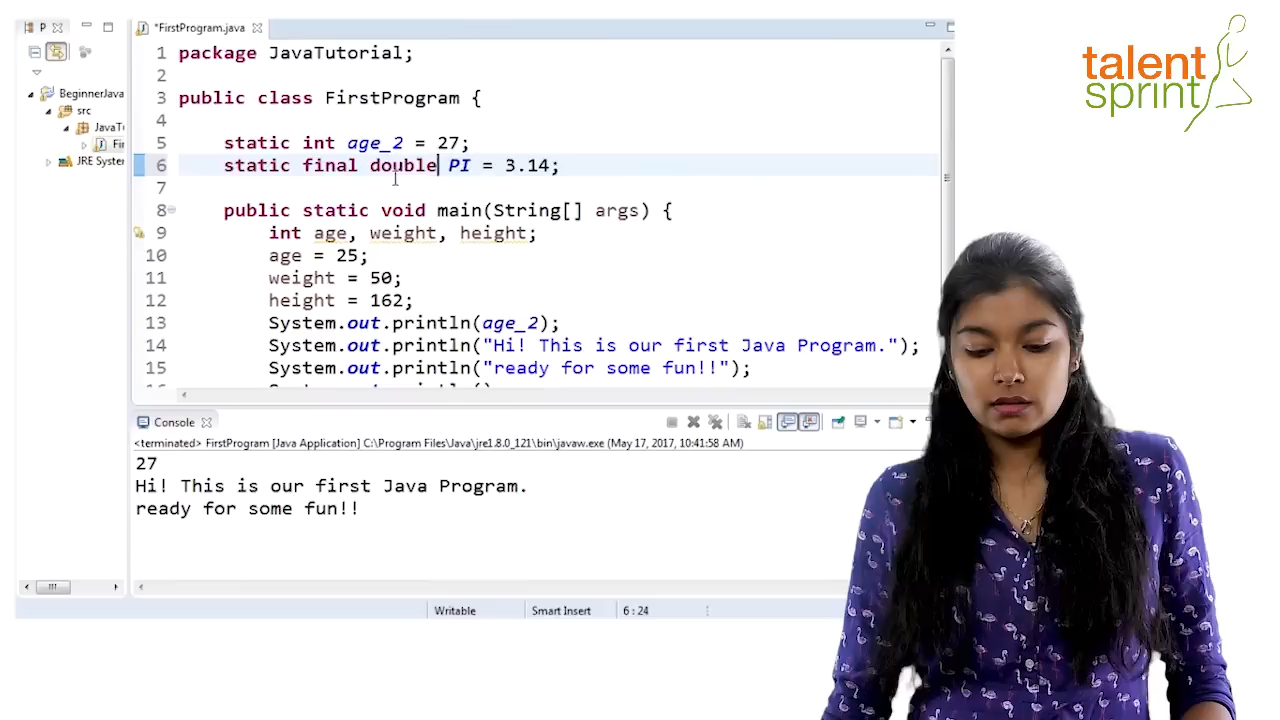 P
*FirstProgram.java
talent
sprint
1 package JavaTutorial;
2
BeginnerJava
3 public class FirstProgram {
src
4
JavaTu
5 static int age_2 = 27;
Fir
6 static final double PI = 3.14;
JRE System
7
8 public static void main(String[] args) {
9 int age, weight, height;
10 age = 25;
11 weight = 50;
12 height = 162;
13 System.out.println(age_2);
14 System.out.println("Hi! This is our first Java Program.");
15 System.out.println("ready for some fun!!");
Console
<terminated> FirstProgram [Java Application] C:\Program Files\Java\jre1.8.0_121\bin\javaw.exe (May 17, 2017, 10:41:58 AM)
27
Hi! This is our first Java Program.
ready for some fun!!
Writable Smart Insert 6 : 24